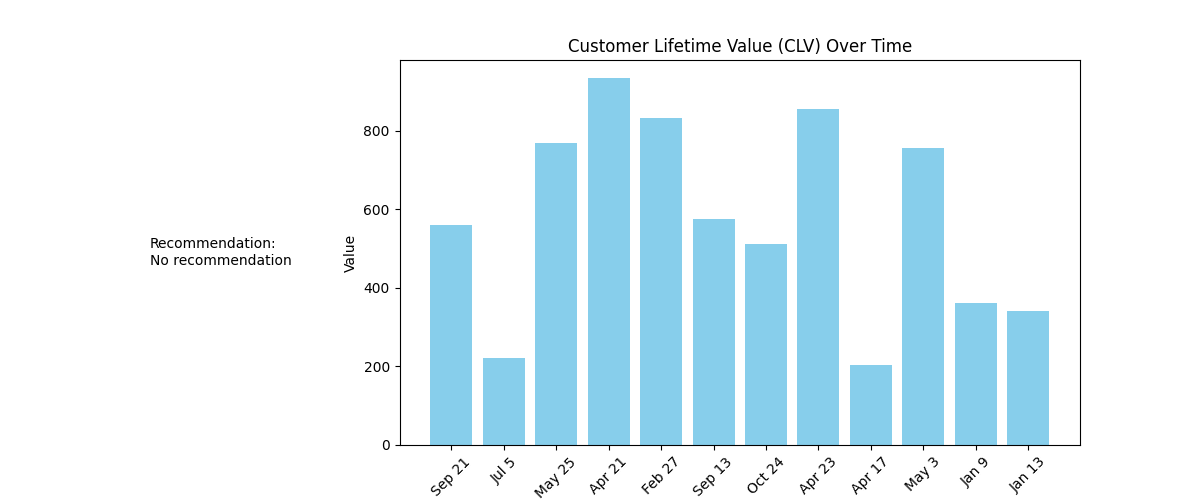 Customer Lifetime Value (CLV) Over Time
Recommendation:
No recommendation
Value
800
600
400
200
0
Sep 21
Jul 5
May 25
Apr 21
Feb 27
Sep 13
Oct 24
Apr 23
Apr 17
May 3
Jan 9
Jan 13